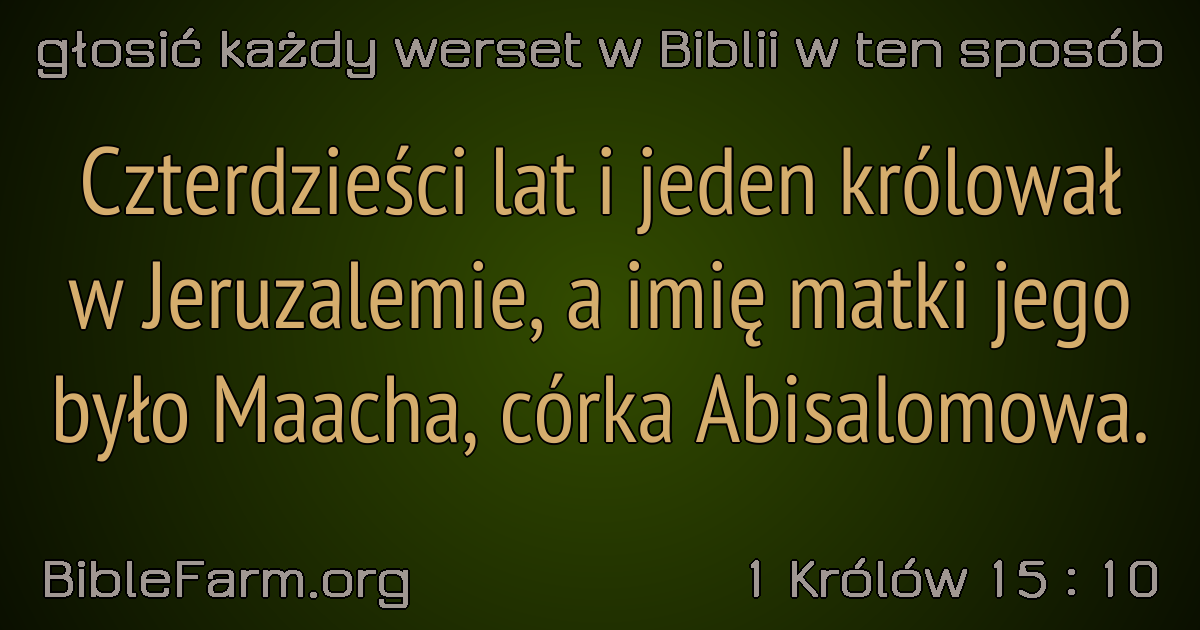 głosić każdy werset w Biblii w ten sposób
Czterdzieści lat i jeden królował
w Jeruzalemie, a imię matki jego
było Maacha, córka Abisalomowa.
BibleFarm.org
1 Królów 15 : 10